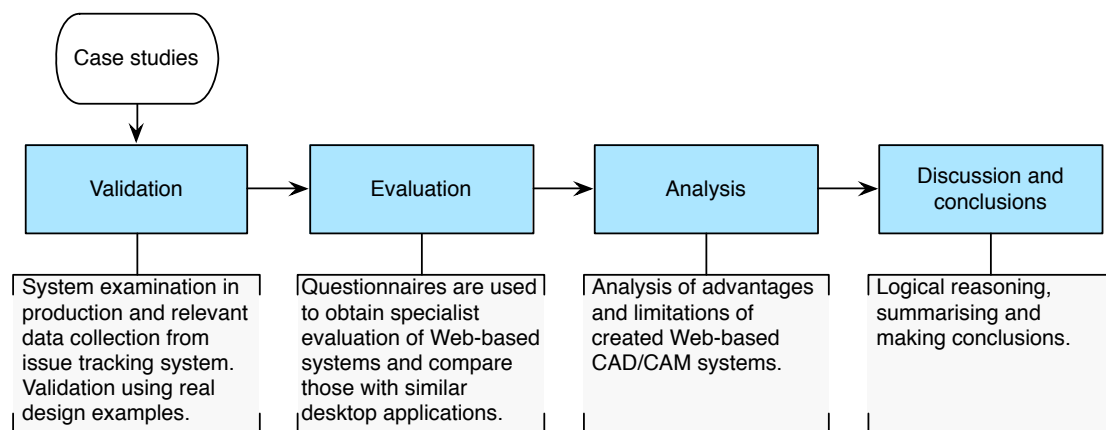 Case studies
Validation
Evaluation
Analysis
Discussion and
conclusions
System examination in
production and relevant
data collection from
issue tracking system.
Validation using real
design examples.
Questionnaires are used
to obtain specialist
evaluation of Web-based
systems and compare
those with similar
desktop applications.
Analysis of advantages
and limitations of
created Web-based
CAD/CAM systems.
Logical reasoning,
summarising and
making conclusions.